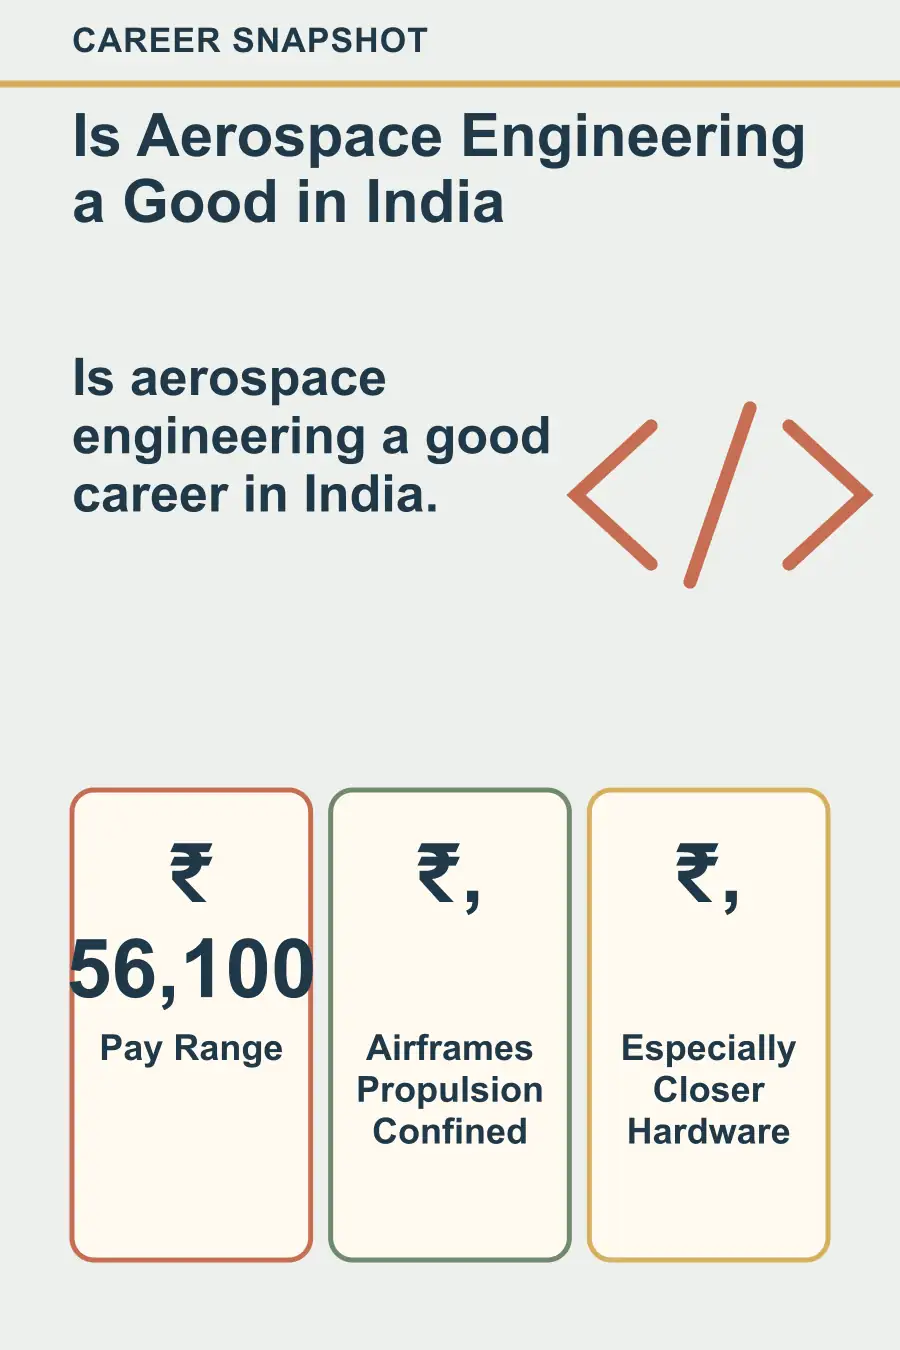 CAREER SNAPSHOT
Is Aerospace Engineering
a Good in India
Is aerospace
engineering a good
career in India.
₹
56,100
Pay Range
₹,
Airframes
Propulsion
Confined
₹,
Especially
Closer
Hardware